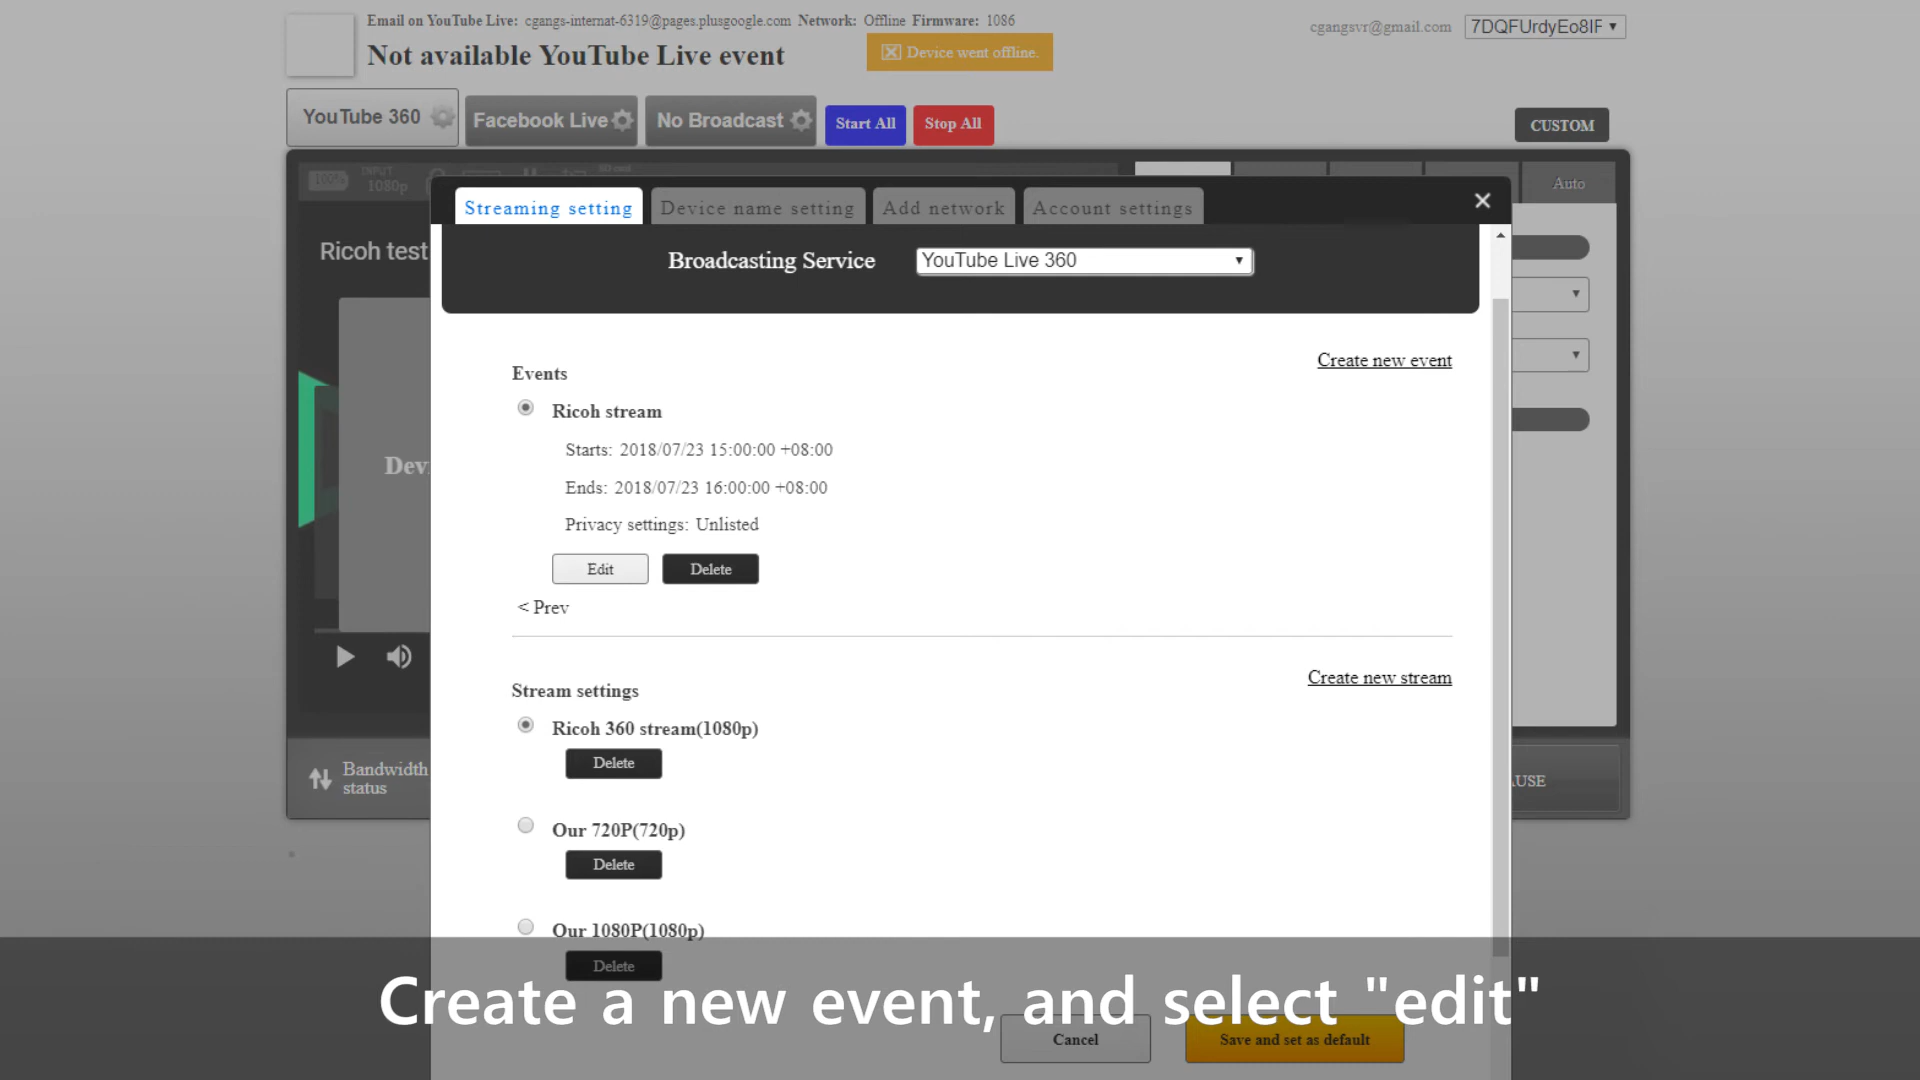 Email on YouTube Live: cgangs-internat-6319@pages.plusgoogle.com Network: Offline Firmware: 1086
cgangsvr@gmail.com 7DQFUrdyEo8IF
Not available YouTube Live event
Device went offline.
YouTube 360
Facebook Live
No Broadcast
Start All
Stop All
CUSTOM
100%
INPUT
1080p
Auto
Streaming setting
Device name setting
Add network
Account settings
Ricoh test
Broadcasting Service
YouTube Live 360
Create new event
Events
Ricoh stream
Starts: 2018/07/23 15:00:00 +08:00
Dev
Ends: 2018/07/23 16:00:00 +08:00
Privacy settings: Unlisted
Edit
Delete
< Prev
Create new stream
Stream settings
Ricoh 360 stream(1080p)
Delete
Bandwidth
status
USE
Our 720P(720p)
Delete
Our 1080P(1080p)
Delete
Create a new event, and select "edit"
Cancel
Save and set as default